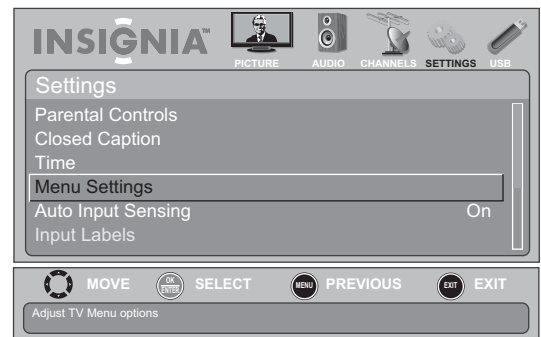 INSIGNIA™
PICTURE AUDIO CHANNELS SETTINGS USB
Settings
Parental Controls
Closed Caption
Time
Menu Settings
Auto Input Sensing On
Input Labels
MOVE OK ENTER SELECT MENU PREVIOUS EXIT EXIT
Adjust TV Menu options